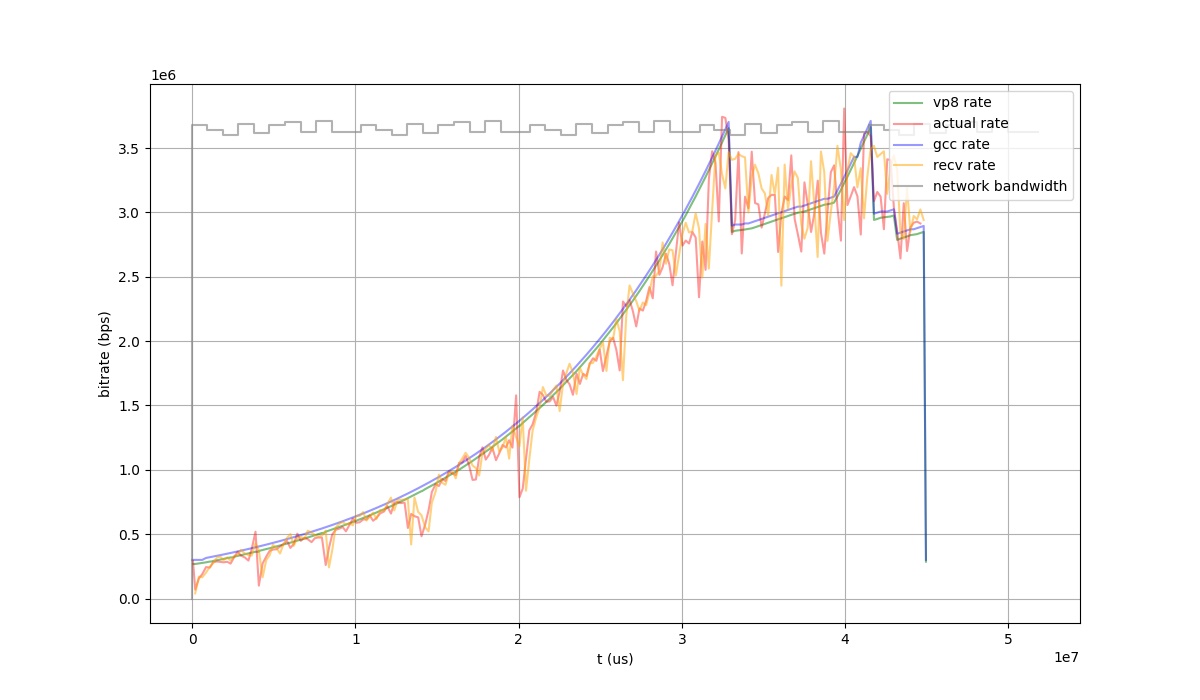 1e6
vp8 rate
actual rate
gcc rate
recv rate
network bandwidth
3.5
3.0
2.5
2.0
1.5
1.0
0.5
0.0
bitrate (bps)
0 1 2 3 4 5
t (us)
1e7